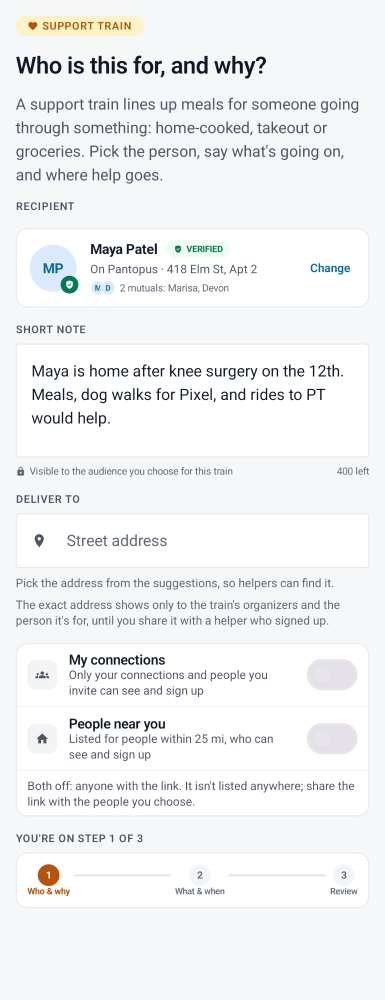 SUPPORT TRAIN
Who is this for, and why?
A support train lines up meals for someone going
through something: home-cooked, takeout or
groceries. Pick the person, say what's going on,
and where help goes.
RECIPIENT
MP
Maya Patel
VERIFIED
On Pantopus · 418 Elm St, Apt 2
M D
2 mutuals: Marisa, Devon
Change
SHORT NOTE
Maya is home after knee surgery on the 12th.
Meals, dog walks for Pixel, and rides to PT
would help.
Visible to the audience you choose for this train
400 left
DELIVER TO
Street address
Pick the address from the suggestions, so helpers can find it.
The exact address shows only to the train's organizers and the
person it's for, until you share it with a helper who signed up.
My connections
Only your connections and people you
invite can see and sign up
People near you
Listed for people within 25 mi, who can
see and sign up
Both off: anyone with the link. It isn't listed anywhere; share the
link with the people you choose.
YOU'RE ON STEP 1 OF 3
1
Who & why
2
What & when
3
Review